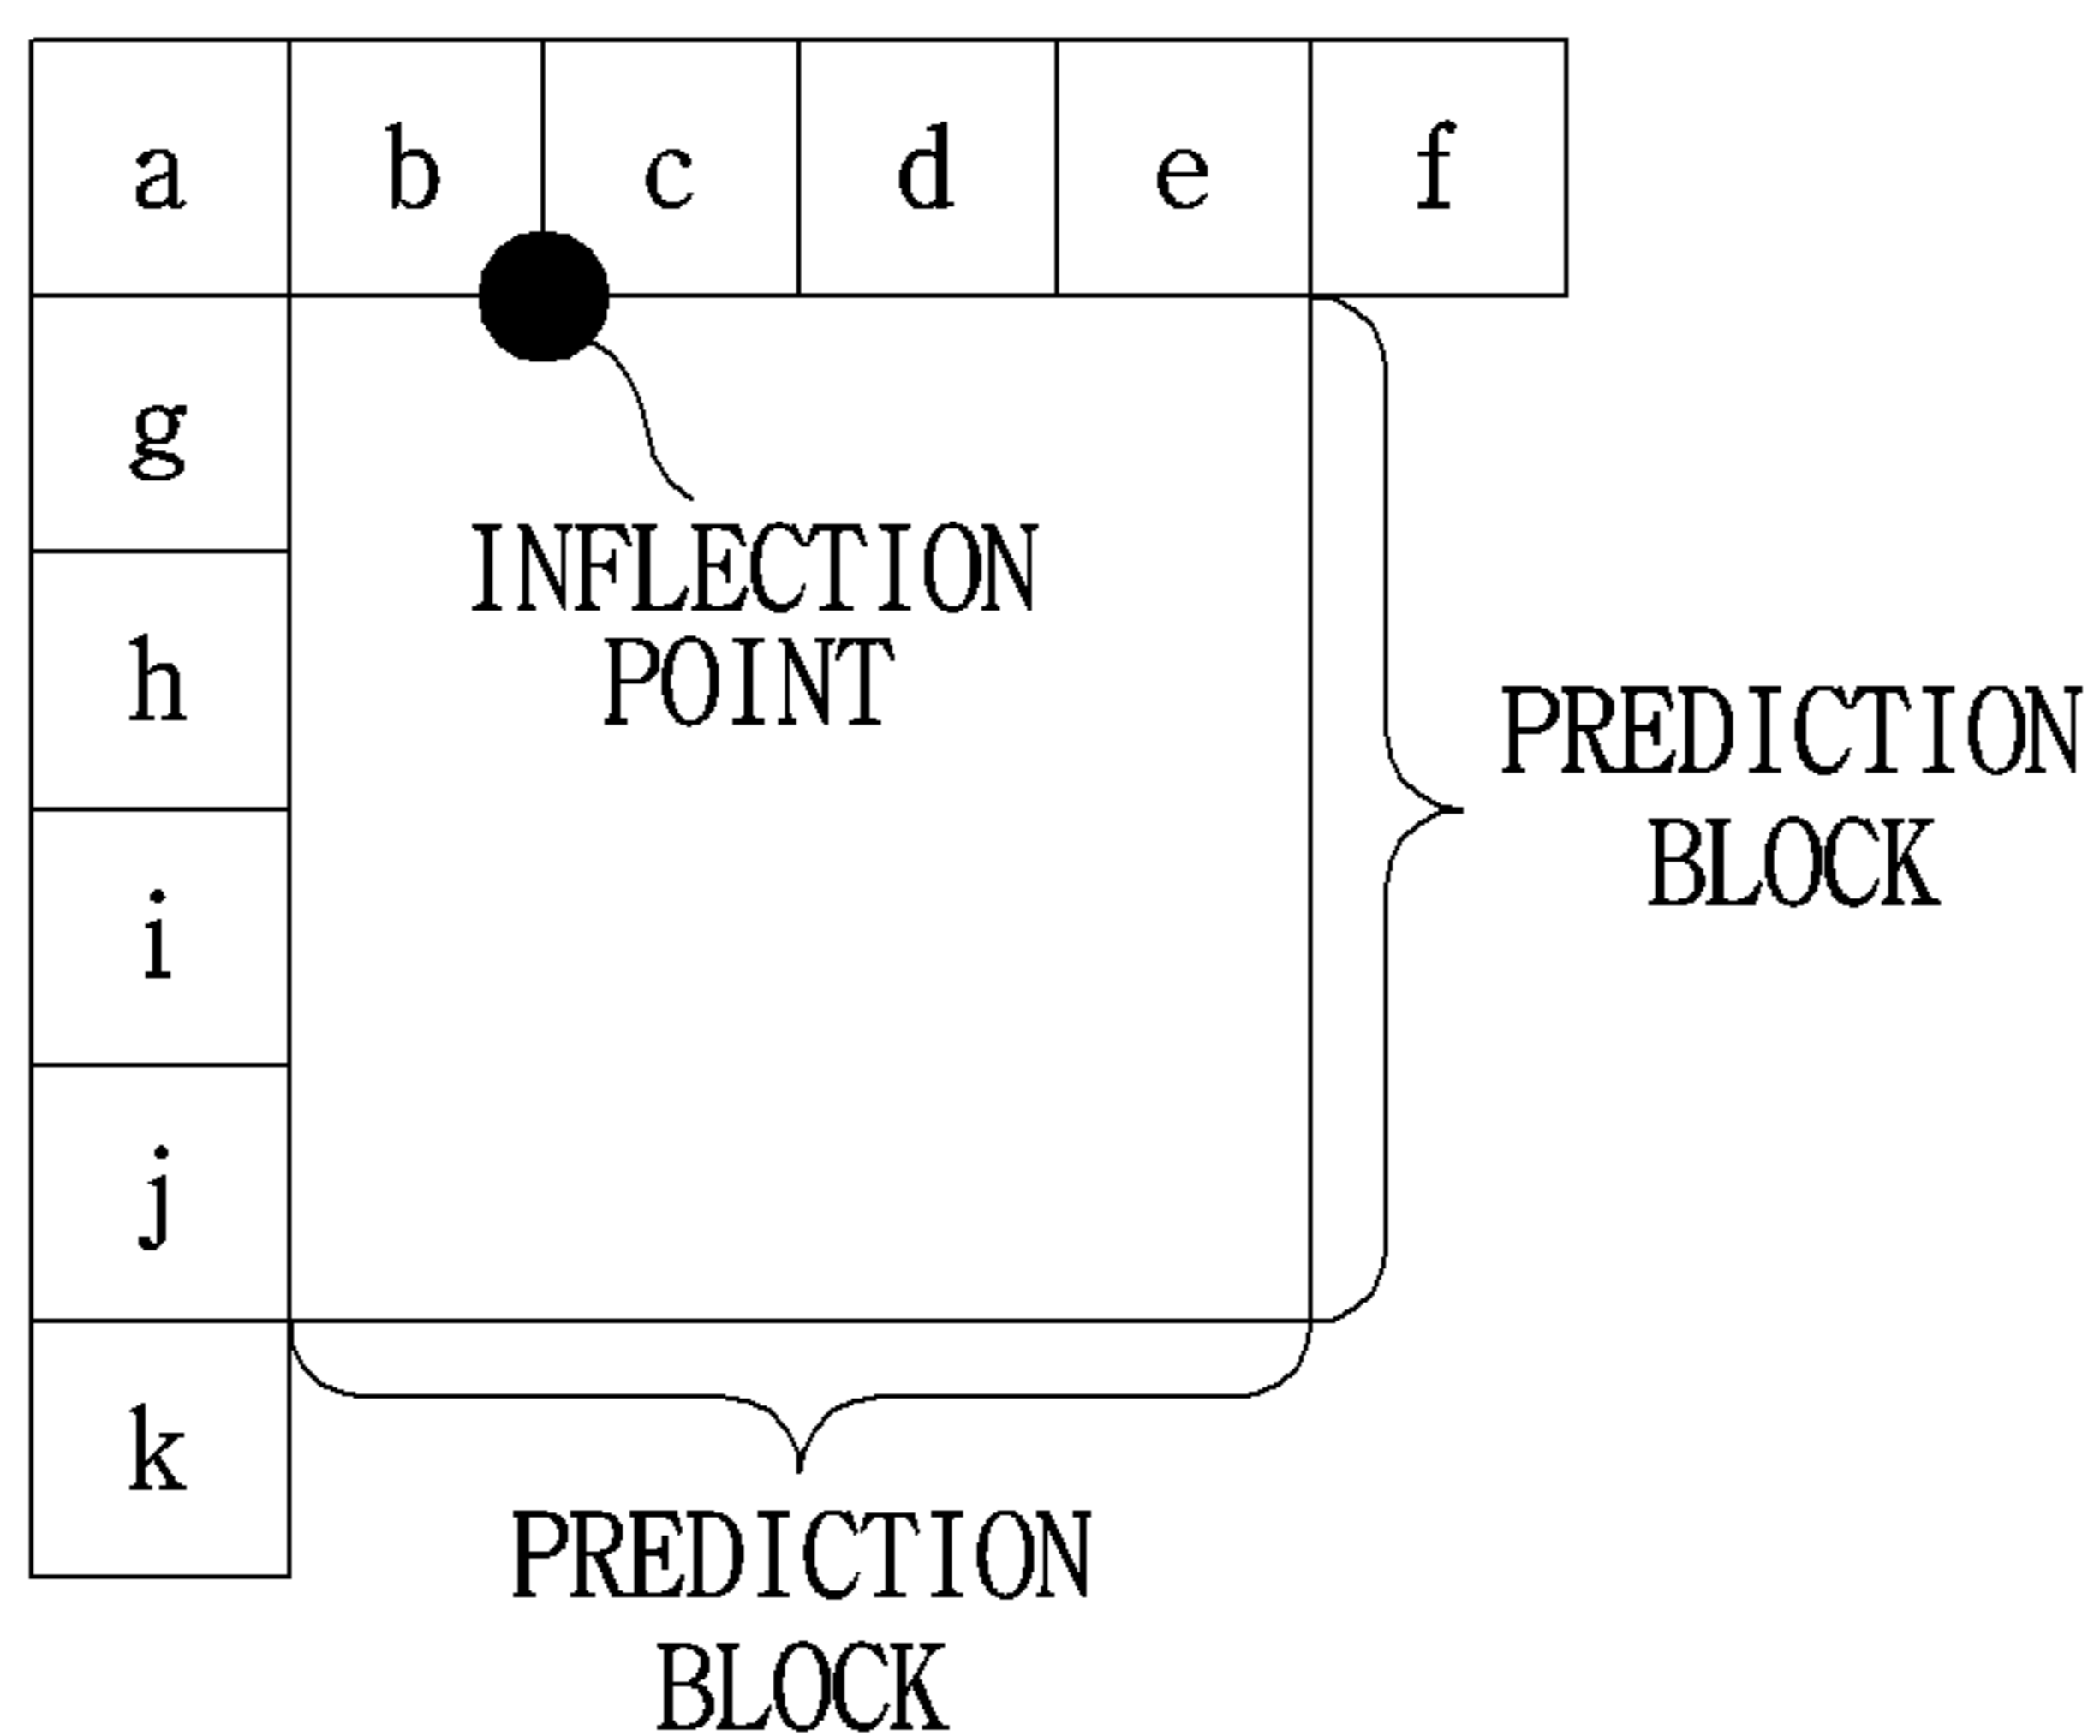 a b c d e f
g
INFLECTION
POINT
h
PREDICTION
BLOCK
i
j
k
PREDICTION
BLOCK